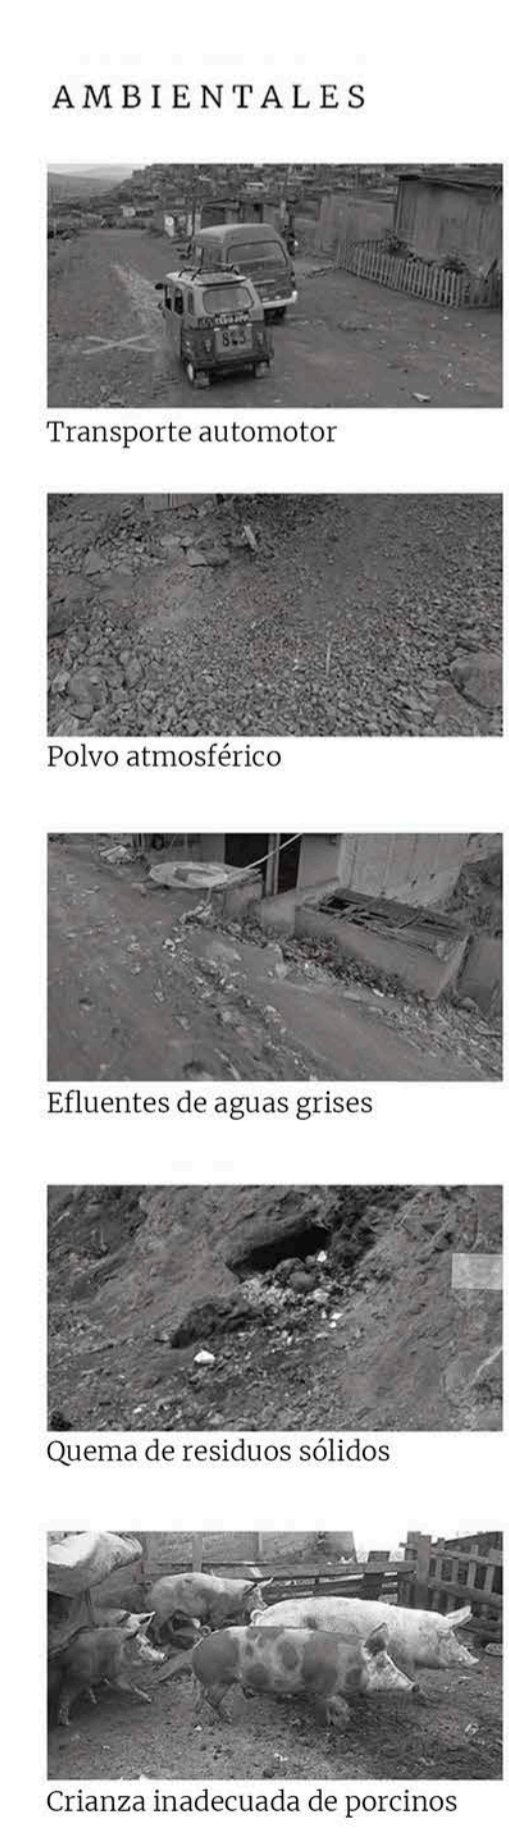 AMBIENTALES
Transporte automotor
Polvo atmosférico
Efluentes de aguas grises
Quema de residuos sólidos
Crianza inadecuada de porcinos